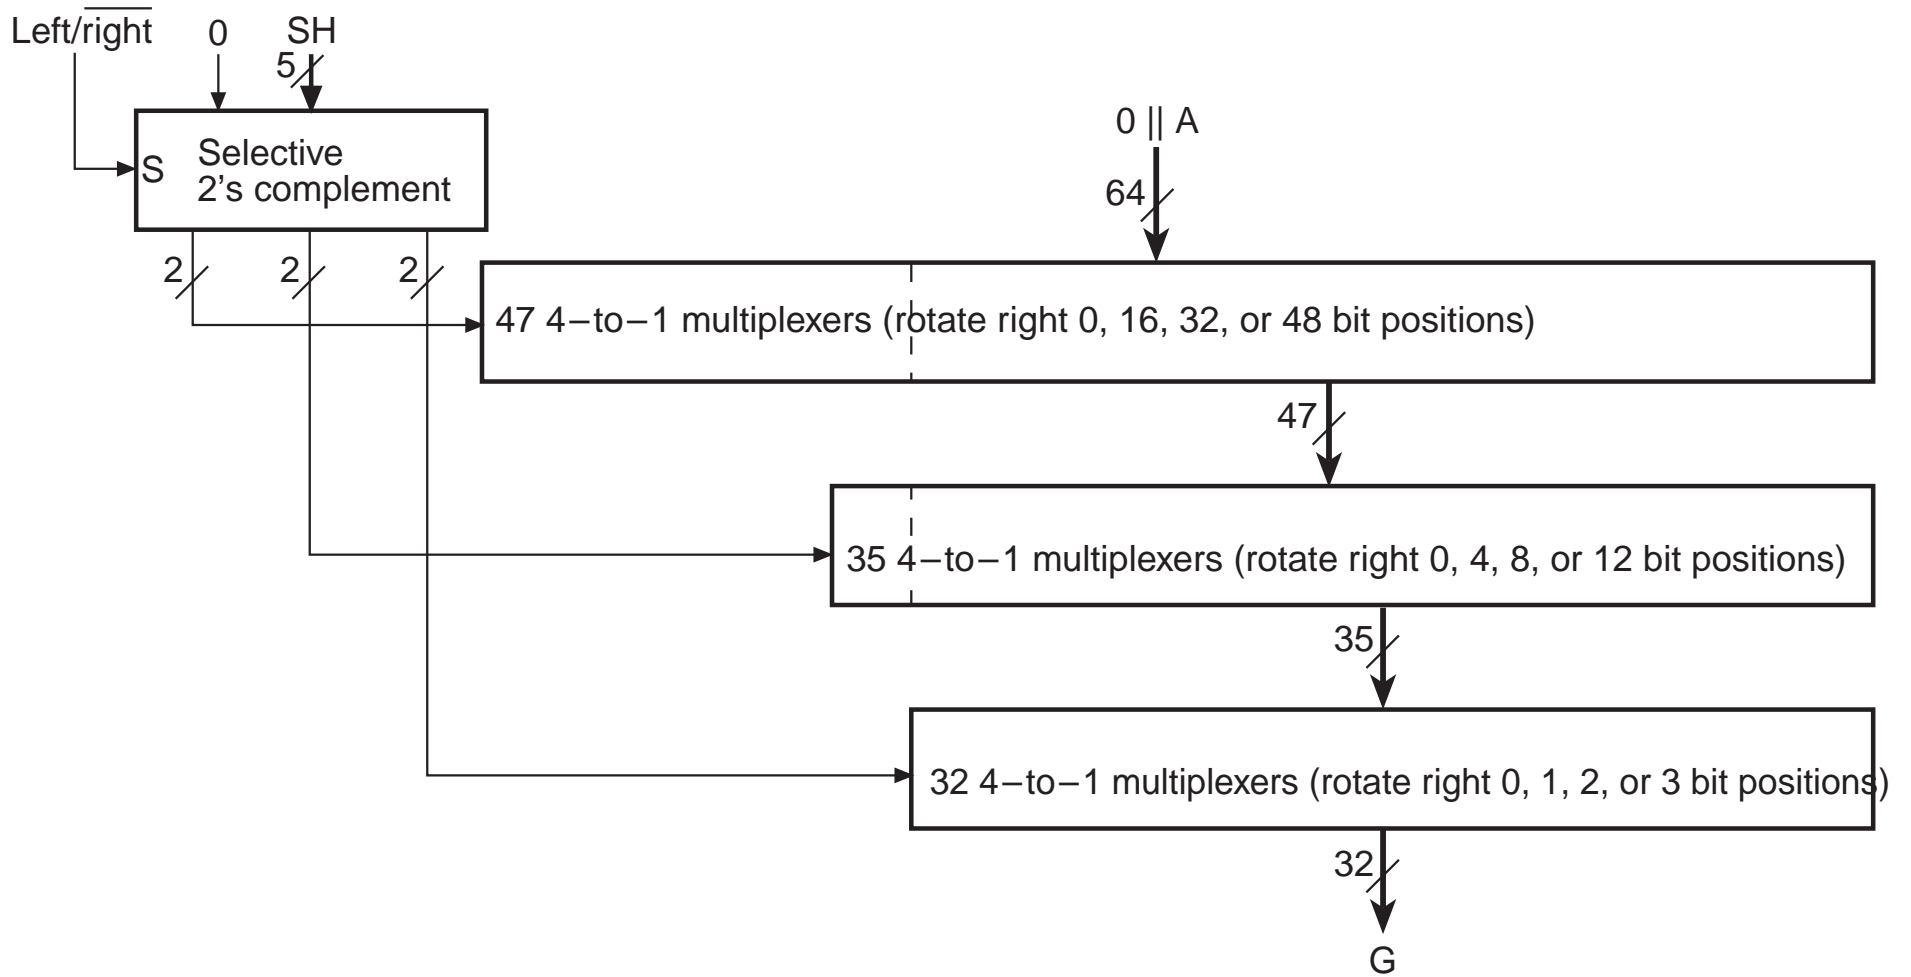 Left/right 0 SH
5
0 || A
S Selective
2's complement
64
2 2 2
47 4−to−1 multiplexers (rotate right 0, 16, 32, or 48 bit positions)
47
35 4−to−1 multiplexers (rotate right 0, 4, 8, or 12 bit positions)
35
32 4−to−1 multiplexers (rotate right 0, 1, 2, or 3 bit positions)
32
G